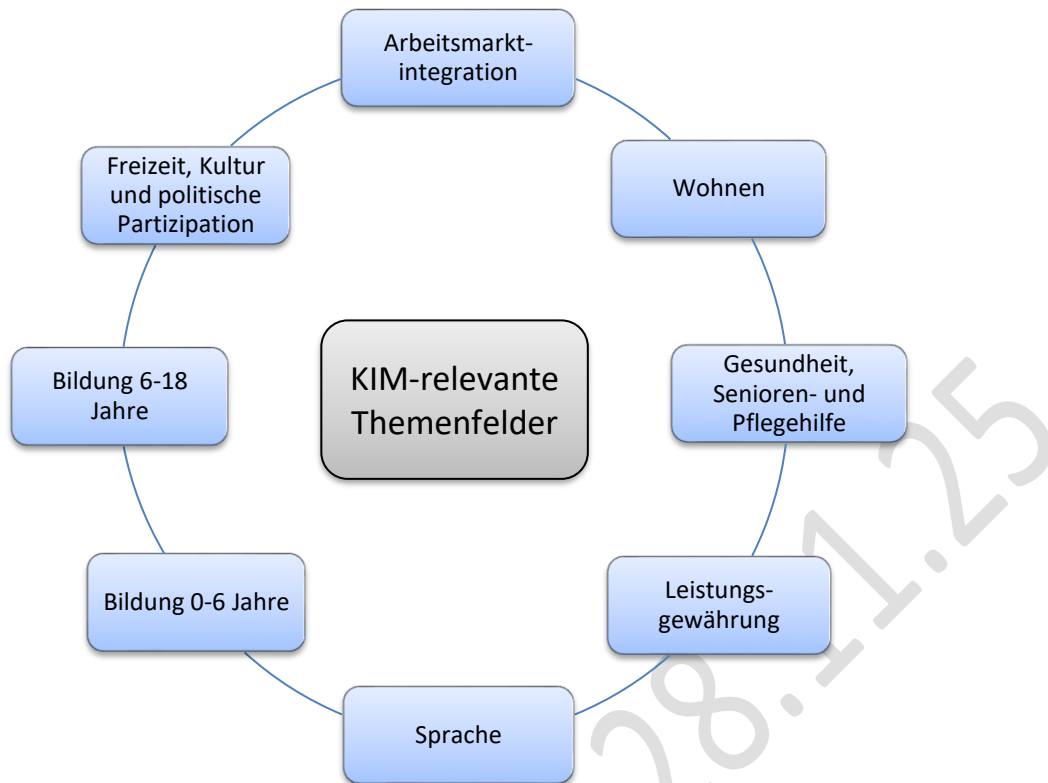 Arbeitsmarkt-
integration
Wohnen
Gesundheit,
Senioren- und
Pflegehilfe
Leistungs-
gewährung
Sprache
Bildung 0-6 Jahre
Bildung 6-18
Jahre
Freizeit, Kultur
und politische
Partizipation
KIM-relevante
Themenfelder
28.11.25